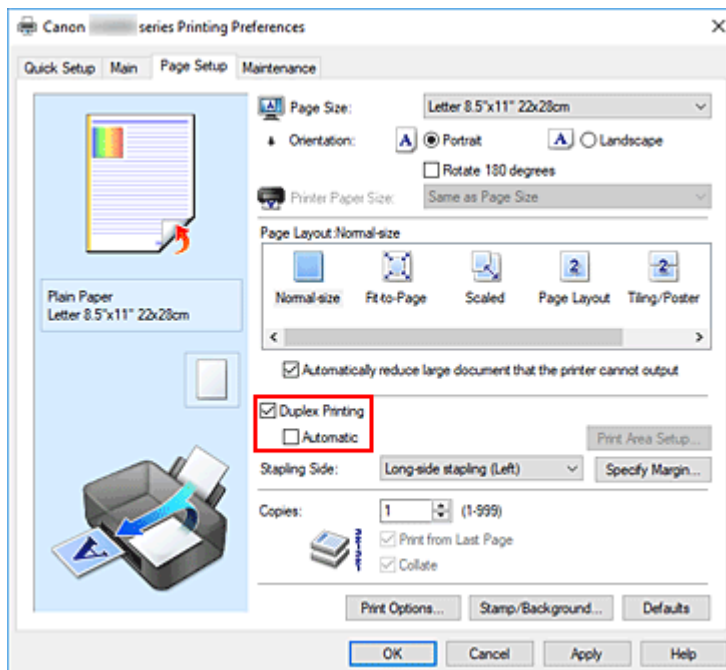 Canon series Printing Preferences
Quick Setup Main Page Setup Maintenance
Page Size: Letter 8.5"x11" 22x28cm
Orientation: A Portrait A Landscape
Rotate 180 degrees
Printer Paper Size: Same as Page Size
Page Layout:Normal-size
Normal-size Fit-to-Page Scaled Page Layout Tiling/Poster
Plain Paper
Letter 8.5"x11" 22x28cm
Automatically reduce large document that the printer cannot output
Duplex Printing
Automatic
Print Area Setup...
Stapling Side: Long-side stapling (Left) Specify Margin...
Copies: 1 (1-999)
Print from Last Page
Collate
A
Print Options... Stamp/Background... Defaults
OK Cancel Apply Help